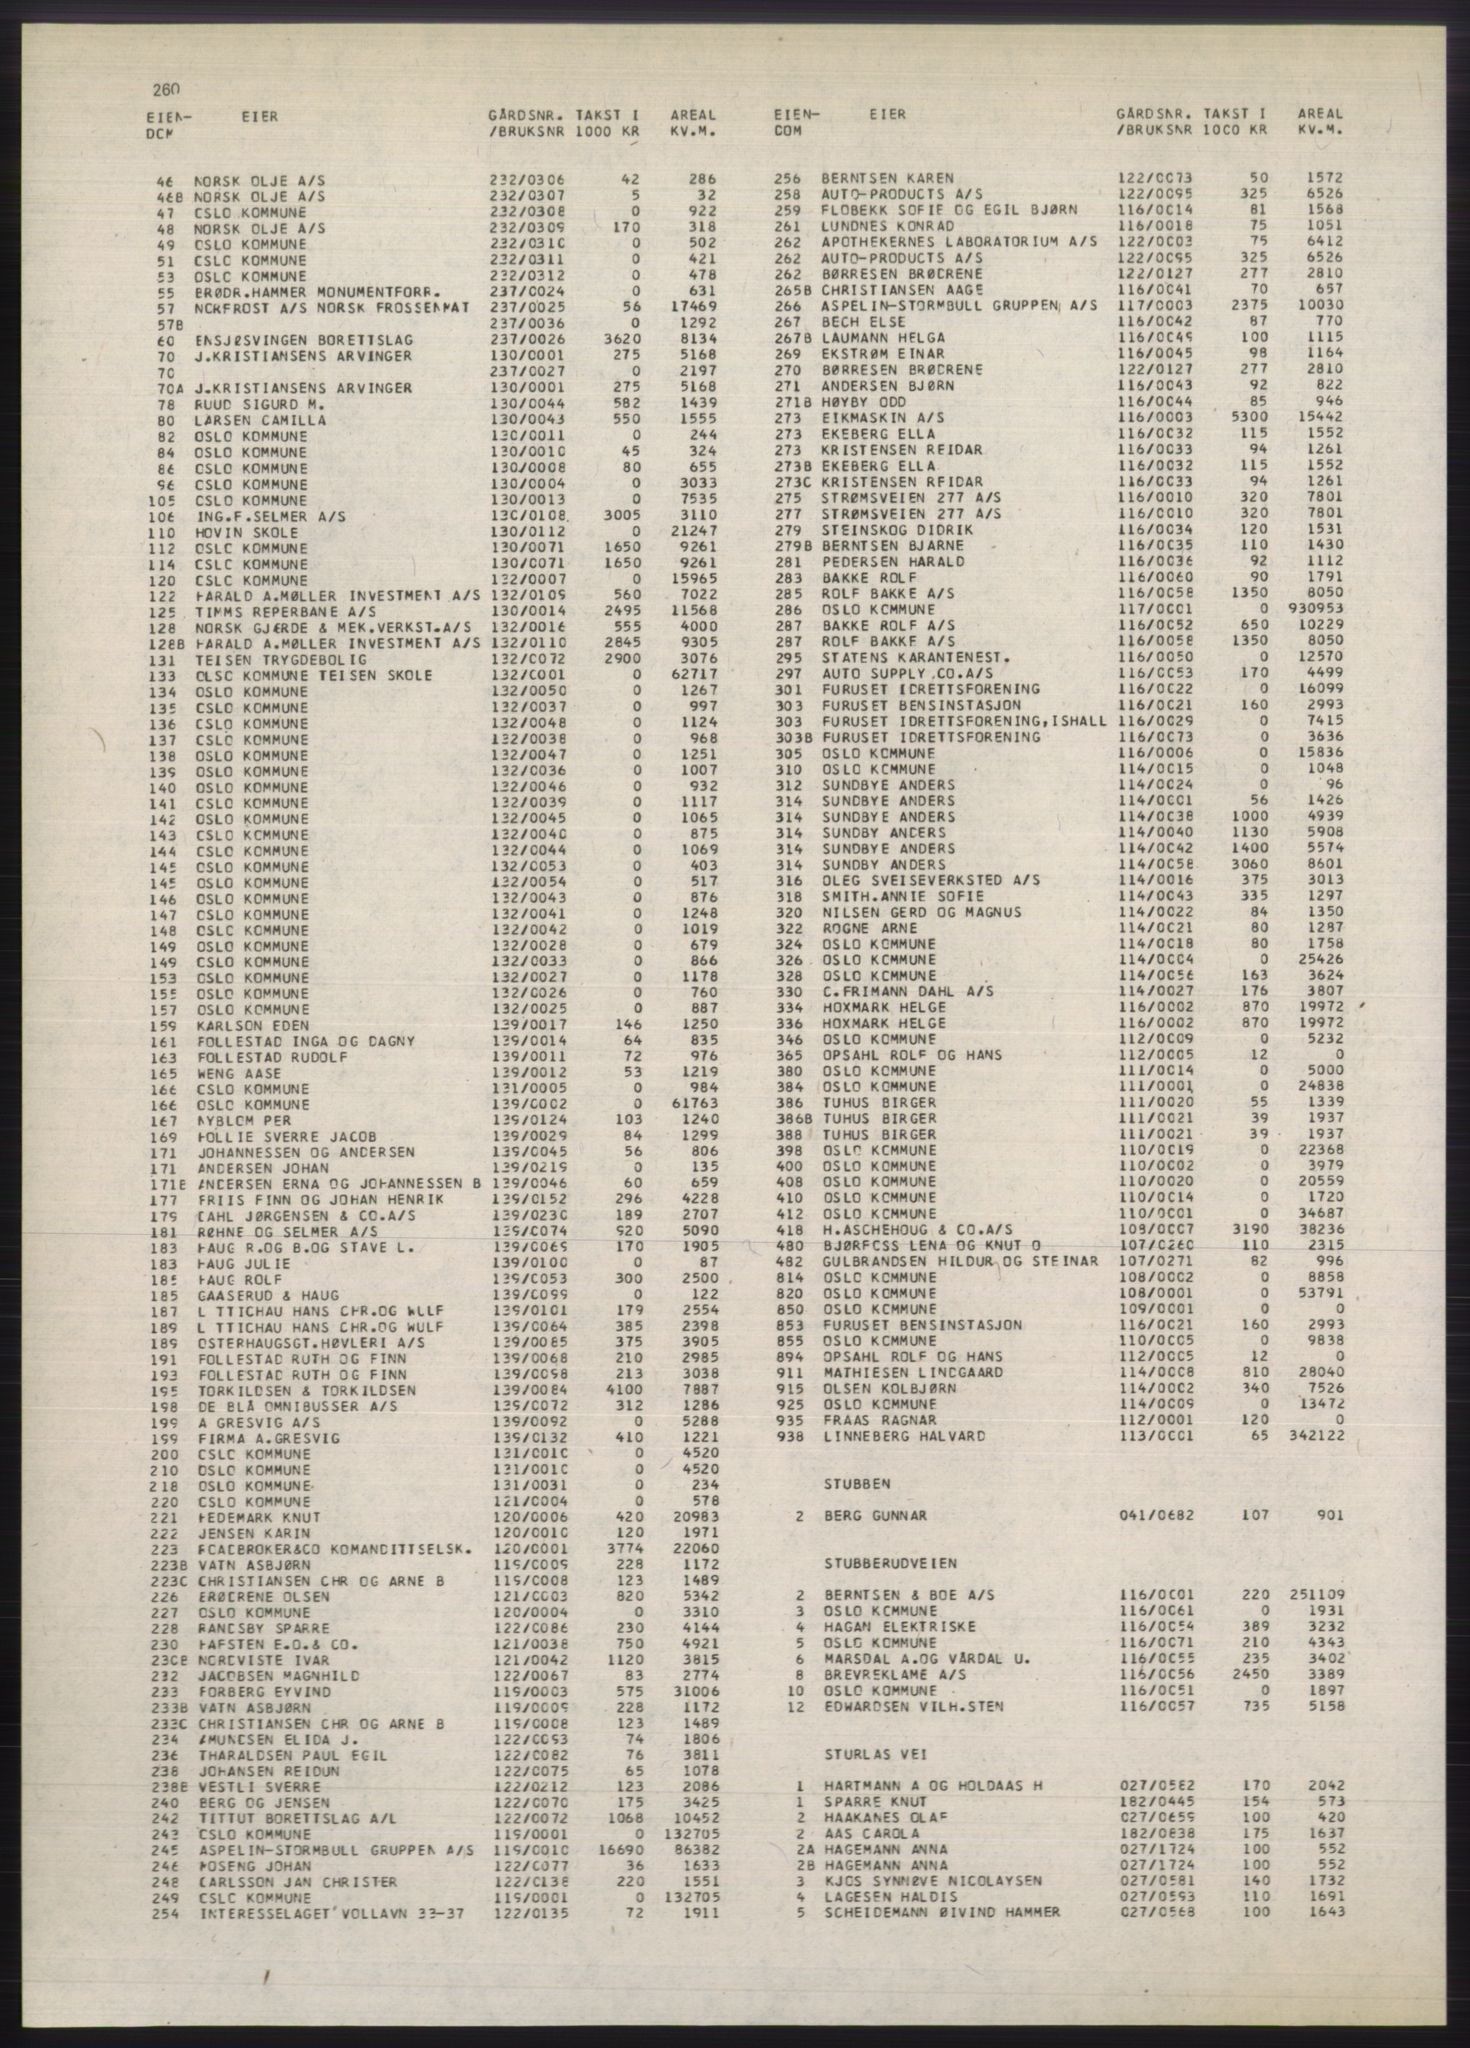 260
EIEN- EIER GÅRDSNR. TAKST I AREAL
DOM /BRUKSNR 1000 KR KV.M.
46 NORSK OLJE A/S 232/0306 42 286
46B NORSK OLJE A/S 232/0307 5 32
47 OSLO KOMMUNE 232/0308 0 922
48 NORSK OLJE A/S 232/0309 170 318
49 OSLO KOMMUNE 232/0310 0 502
51 OSLO KOMMUNE 232/0311 0 421
53 OSLO KOMMUNE 232/0312 0 478
55 BRØDR.HAMMER MONUMENTFORR. 237/0024 0 631
57 NORFROST A/S NORSK FROSSENMAT 237/0025 56 17469
57B 237/0036 0 1292
60 ENSJØSVINGEN BORETTSLAG 237/0026 3620 8134
70 J.KRISTIANSENS ARVINGER 130/0001 275 5168
70 237/0027 0 2197
70A J.KRISTIANSENS ARVINGER 130/0001 275 5168
78 RUUD SIGURD M. 130/0044 582 1439
80 LARSEN CAMILLA 130/0043 550 1555
82 OSLO KOMMUNE 130/0011 0 244
84 OSLO KOMMUNE 130/0010 45 324
86 OSLO KOMMUNE 130/0008 80 655
96 OSLO KOMMUNE 130/0004 0 3033
105 OSLO KOMMUNE 130/0013 0 7535
106 ING.F.SELMER A/S 130/0108 3005 3110
110 HOVIN SKOLE 130/0112 0 21247
112 OSLO KOMMUNE 130/0071 1650 9261
114 OSLO KOMMUNE 130/0071 1650 9261
120 OSLO KOMMUNE 132/0007 0 15965
122 HARALD A.MØLLER INVESTMENT A/S 132/0109 560 7022
125 TIMMS REPERBANE A/S 130/0014 2495 11568
128 NORSK GJÆRDE & MEK.VERKST.A/S 132/0016 555 4000
128B HARALD A.MØLLER INVESTMENT A/S 132/0110 2845 9305
131 TEISEN TRYGDEBOLIG 132/0072 2900 3076
133 OLSO KOMMUNE TEISEN SKOLE 132/0001 0 62717
134 OSLO KOMMUNE 132/0050 0 1267
135 OSLO KOMMUNE 132/0037 0 997
136 OSLO KOMMUNE 132/0048 0 1124
137 OSLO KOMMUNE 132/0038 0 968
138 OSLO KOMMUNE 132/0047 0 1251
139 OSLO KOMMUNE 132/0036 0 1007
140 OSLO KOMMUNE 132/0046 0 932
141 OSLO KOMMUNE 132/0039 0 1117
142 OSLO KOMMUNE 132/0045 0 1065
143 OSLO KOMMUNE 132/0040 0 875
144 OSLO KOMMUNE 132/0044 0 1069
145 OSLO KOMMUNE 132/0053 0 403
145 OSLO KOMMUNE 132/0054 0 517
146 OSLO KOMMUNE 132/0043 0 876
147 OSLO KOMMUNE 132/0041 0 1248
148 OSLO KOMMUNE 132/0042 0 1019
149 OSLO KOMMUNE 132/0028 0 679
149 OSLO KOMMUNE 132/0033 0 866
153 OSLO KOMMUNE 132/0027 0 1178
155 OSLO KOMMUNE 132/0026 0 760
157 OSLO KOMMUNE 132/0025 0 887
159 KARLSON EDEN 139/0017 146 1250
161 FOLLESTAD INGA OG DAGNY 139/0014 64 835
163 FOLLESTAD RUDOLF 139/0011 72 976
165 WENG AASE 139/0012 53 1219
166 OSLO KOMMUNE 131/0005 0 984
166 OSLO KOMMUNE 139/0002 0 61763
167 NYBLOM PER 139/0124 103 1240
169 HOLLIE SVERRE JACOB 139/0029 84 1299
171 JOHANNESSEN OG ANDERSEN 139/0045 56 806
171 ANDERSEN JOHAN 139/0219 0 135
171B ANDERSEN ERNA OG JOHANNESSEN B 139/0046 60 659
177 FRIIS FINN OG JOHAN HENRIK 139/0152 296 4228
179 DAHL JØRGENSEN & CO.A/S 139/0230 189 2707
181 RØHNE OG SELMER A/S 139/0074 920 5090
183 HAUG R.OG B.OG STAVE L. 139/0069 170 1905
183 HAUG JULIE 139/0100 0 87
185 HAUG ROLF 139/0053 300 2500
185 GAASERUD & HAUG 139/0099 0 122
187 L TTICHAU HANS CHR.OG WULF 139/0101 179 2554
189 L TTICHAU HANS CHR.OG WULF 139/0064 385 2398
189 OSTERHAUGSGT.HØVLERI A/S 139/0085 375 3905
191 FOLLESTAD RUTH OG FINN 139/0068 210 2985
193 FOLLESTAD RUTH OG FINN 139/0098 213 3038
195 TORKILDSEN & TORKILDSEN 139/0084 4100 7887
198 DE BLÅ OMNIBUSSER A/S 139/0072 312 1286
199 A GRESVIG A/S 139/0092 0 5288
199 FIRMA A.GRESVIG 139/0132 410 1221
200 OSLO KOMMUNE 131/0010 0 4520
210 OSLO KOMMUNE 131/0010 0 4520
218 OSLO KOMMUNE 131/0031 0 234
220 OSLO KOMMUNE 121/0004 0 578
221 HEDEMARK KNUT 120/0006 420 20983
222 JENSEN KARIN 120/0010 120 1971
223 ROADBROKER&CO KOMANDITTSELSK. 120/0001 3774 22060
223B VATN ASBJØRN 119/0009 228 1172
223C CHRISTIANSEN CHR OG ARNE B 119/0008 123 1489
226 BRØDRENE OLSEN 121/0003 820 5342
227 OSLO KOMMUNE 120/0004 0 3310
228 RANDSBY SPARRE 122/0086 230 4144
230 HAFSTEN E.O.& CO. 121/0038 750 4921
230B NORDVISTE IVAR 121/0042 1120 3815
232 JACOBSEN MAGNHILD 122/0067 83 2774
233 FORBERG EYVIND 119/0003 575 31006
233B VATN ASBJØRN 119/0009 228 1172
233C CHRISTIANSEN CHR OG ARNE B 119/0008 123 1489
234 AMUNDSEN ELIDA J. 122/0093 74 1806
236 THARALDSEN PAUL EGIL 122/0082 76 3811
238 JOHANSEN REIDUN 122/0075 65 1078
238B VESTLI SVERRE 122/0212 123 2086
240 BERG OG JENSEN 122/0070 175 3425
242 TITTUT BORETTSLAG A/L 122/0072 1068 10452
243 OSLO KOMMUNE 119/0001 0 132705
245 ASPELIN-STORMBULL GRUPPEN A/S 119/0010 16690 86382
246 MOSENG JOHAN 122/0077 36 1633
248 CARLSSON JAN CHRISTER 122/0138 220 1551
249 OSLO KOMMUNE 119/0001 0 132705
254 INTERESSELAGET VOLLAVN 33-37 122/0135 72 1911
EIEN- EIER GÅRDSNR. TAKST I AREAL
DOM /BRUKSNR 1000 KR KV.M.
256 BERNTSEN KAREN 122/0073 50 1572
258 AUTO-PRODUCTS A/S 122/0095 325 6526
259 FLOBEKK SOFIE OG EGIL BJØRN 116/0014 81 1568
261 LUNDNES KONRAD 116/0018 75 1051
262 APOTHEKERNES LABORATORIUM A/S 122/0003 75 6412
262 AUTO-PRODUCTS A/S 122/0095 325 6526
262 BØRRESEN BRØDRENE 122/0127 277 2810
265B CHRISTIANSEN AAGE 116/0041 70 657
266 ASPELIN-STORMBULL GRUPPEN A/S 117/0003 2375 10030
267 BECH ELSE 116/0042 87 770
267B LAUMANN HELGA 116/0049 100 1115
269 EKSTRØM EINAR 116/0045 98 1164
270 BØRRESEN BRØDRENE 122/0127 277 2810
271 ANDERSEN BJØRN 116/0043 92 822
271B HØYBY ODD 116/0044 85 946
273 EIKMASKIN A/S 116/0003 5300 15442
273 EKEBERG ELLA 116/0032 115 1552
273 KRISTENSEN REIDAR 116/0033 94 1261
273B EKEBERG ELLA 116/0032 115 1552
273C KRISTENSEN REIDAR 116/0033 94 1261
275 STRØMSVEIEN 277 A/S 116/0010 320 7801
277 STRØMSVEIEN 277 A/S 116/0010 320 7801
279 STEINSKOG DIDRIK 116/0034 120 1531
279B BERNTSEN BJARNE 116/0035 110 1430
281 PEDERSEN HARALD 116/0036 92 1112
283 BAKKE ROLF 116/0060 90 1791
285 ROLF BAKKE A/S 116/0058 1350 8050
286 OSLO KOMMUNE 117/0001 0 930953
287 BAKKE ROLF A/S 116/0052 650 10229
287 ROLF BAKKE A/S 116/0058 1350 8050
295 STATENS KARANTENEST. 116/0050 0 12570
297 AUTO SUPPLY CO.A/S 116/0053 170 4499
301 FURUSET IDRETTSFORENING 116/0022 0 16099
303 FURUSET BENSINSTASJON 116/0021 160 2993
303 FURUSET IDRETTSFORENING,ISHALL 116/0029 0 7415
303B FURUSET IDRETTSFORENING 116/0073 0 3636
305 OSLO KOMMUNE 116/0006 0 15836
310 OSLO KOMMUNE 114/0015 0 1048
312 SUNDBYE ANDERS 114/0024 0 96
314 SUNDBYE ANDERS 114/0001 56 1426
314 SUNDBYE ANDERS 114/0038 1000 4939
314 SUNDBY ANDERS 114/0040 1130 5908
314 SUNDBYE ANDERS 114/0042 1400 5574
314 SUNDBY ANDERS 114/0058 3060 8601
316 OLEG SVEISEVERKSTED A/S 114/0016 375 3013
318 SMITH.ANNIE SOFIE 114/0043 335 1297
320 NILSEN GERD OG MAGNUS 114/0022 84 1350
322 ROGNE ARNE 114/0021 80 1287
324 OSLO KOMMUNE 114/0018 80 1758
326 OSLO KOMMUNE 114/0004 0 25426
328 OSLO KOMMUNE 114/0056 163 3624
330 C.FRIMANN DAHL A/S 114/0027 176 3807
334 HOXMARK HELGE 116/0002 870 19972
336 HOXMARK HELGE 116/0002 870 19972
346 OSLO KOMMUNE 112/0009 0 5232
365 OPSAHL ROLF OG HANS 112/0005 12 0
380 OSLO KOMMUNE 111/0014 0 5000
384 OSLO KOMMUNE 111/0001 0 24838
386 TUHUS BIRGER 111/0020 55 1339
386B TUHUS BIRGER 111/0021 39 1937
388 TUHUS BIRGER 111/0021 39 1937
398 OSLO KOMMUNE 110/0019 0 22368
400 OSLO KOMMUNE 110/0002 0 3979
408 OSLO KOMMUNE 110/0020 0 20559
410 OSLO KOMMUNE 110/0014 0 1720
412 OSLO KOMMUNE 110/0001 0 34687
418 H.ASCHEHOUG & CO.A/S 108/0007 3190 38236
480 BJØRFOSS LENA OG KNUT O 107/0260 110 2315
482 GULBRANDSEN HILDUR OG STEINAR 107/0271 82 996
814 OSLO KOMMUNE 108/0002 0 8858
820 OSLO KOMMUNE 108/0001 0 53791
850 OSLO KOMMUNE 109/0001 0 0
853 FURUSET BENSINSTASJON 116/0021 160 2993
855 OSLO KOMMUNE 110/0005 0 9838
894 OPSAHL ROLF OG HANS 112/0005 12 0
911 MATHIESEN LINDGAARD 114/0008 810 28040
915 OLSEN KOLBJØRN 114/0002 340 7526
925 OSLO KOMMUNE 114/0009 0 13472
935 FRAAS RAGNAR 112/0001 120 0
938 LINNEBERG HALVARD 113/0001 65 342122
STUBBEN
2 BERG GUNNAR 041/0682 107 901
STUBBERUDVEIEN
2 BERNTSEN & BOE A/S 116/0001 220 251109
3 OSLO KOMMUNE 116/0061 0 1931
4 HAGAN ELEKTRISKE 116/0054 389 3232
5 OSLO KOMMUNE 116/0071 210 4343
6 MARSDAL A.OG VÅRDAL U. 116/0055 235 3402
8 BREVREKLAME A/S 116/0056 2450 3389
10 OSLO KOMMUNE 116/0051 0 1897
12 EDWARDSEN VILH.STEN 116/0057 735 5158
STURLAS VEI
1 HARTMANN A OG HOLDAAS H 027/0582 170 2042
1 SPARRE KNUT 182/0445 154 573
2 HAAKANES OLAF 027/0659 100 420
2 AAS CAROLA 182/0838 175 1637
2A HAGEMANN ANNA 027/1724 100 552
2B HAGEMANN ANNA 027/1724 100 552
3 KJOS SYNNØVE NICOLAYSEN 027/0581 140 1732
4 LAGESEN HALDIS 027/0593 110 1691
5 SCHEIDEMANN ØIVIND HAMMER 027/0568 100 1643